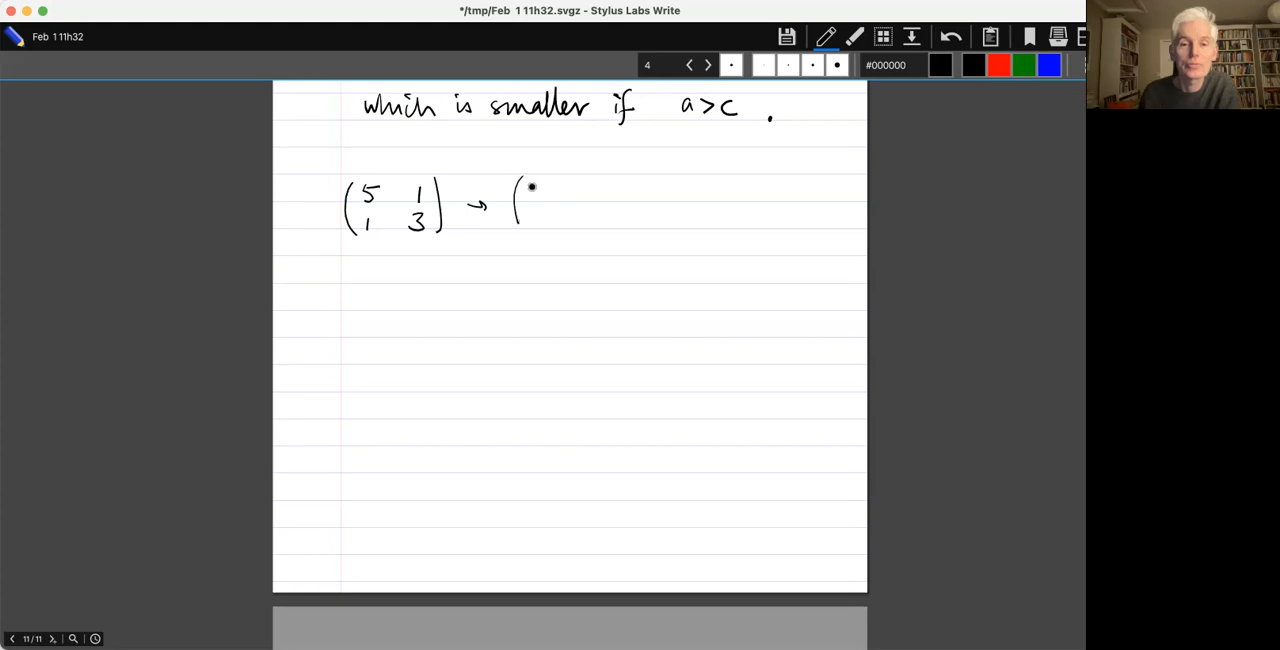 */tmp/Feb 1 11h32.svgz - Stylus Labs Write
Feb 1 11h32
4
#000000
which is smaller if a > c .
( 5 1
1 3 ) → (
11/11